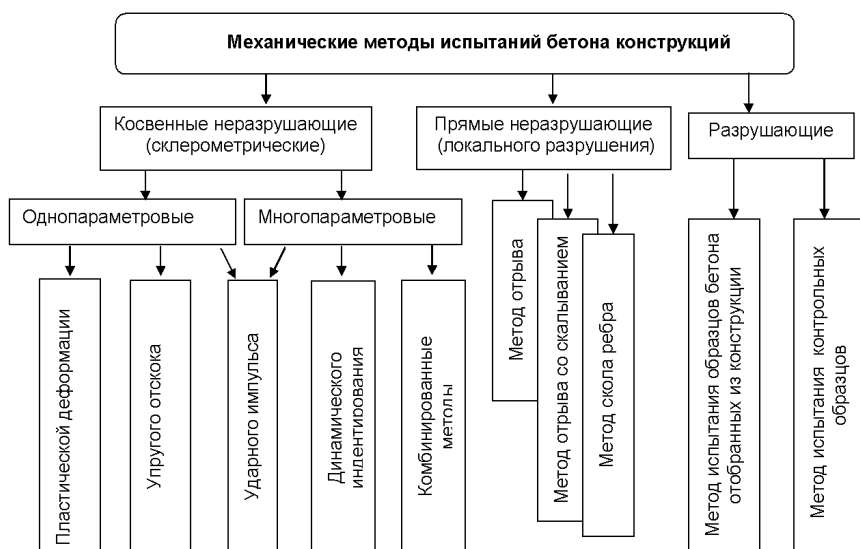 Механические методы испытаний бетона конструкций
Косвенные неразрушающие
(склерометрические)
Прямые неразрушающие
(локального разрушения)
Разрушающие
Однопараметровые
Многопараметровые
Пластической деформации
Упругого отскока
Ударного импульса
Динамического
индентирования
Комбинированные
методы
Метод отрыва
Метод отрыва со скалыванием
Метод скола ребра
Метод испытания образцов бетона
отобранных из конструкции
Метод испытания контрольных
образцов